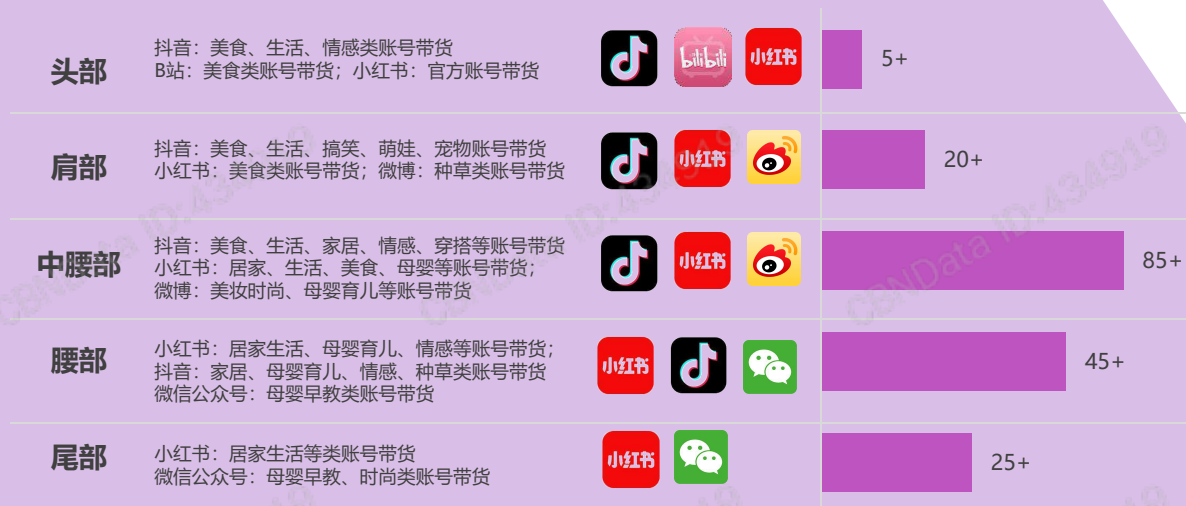 头部
抖音：美食、生活、情感类账号带货
B站：美食类账号带货；小红书：官方账号带货
bilibili
小红书
5+
肩部
抖音：美食、生活、搞笑、萌娃、宠物账号带货
小红书：美食类账号带货；微博：种草类账号带货
小红书
20+
中腰部
抖音：美食、生活、家居、情感、穿搭等账号带货
小红书：居家、生活、美食、母婴等账号带货；
微博：美妆时尚、母婴育儿等账号带货
小红书
85+
腰部
小红书：居家生活、母婴育儿、情感等账号带货；
抖音：家居、母婴育儿、情感、种草类账号带货
微信公众号：母婴早教类账号带货
小红书
45+
尾部
小红书：居家生活等类账号带货
微信公众号：母婴早教、时尚类账号带货
小红书
25+
CBNData ID:434919
CBNData ID:434919
CBNData ID:434919